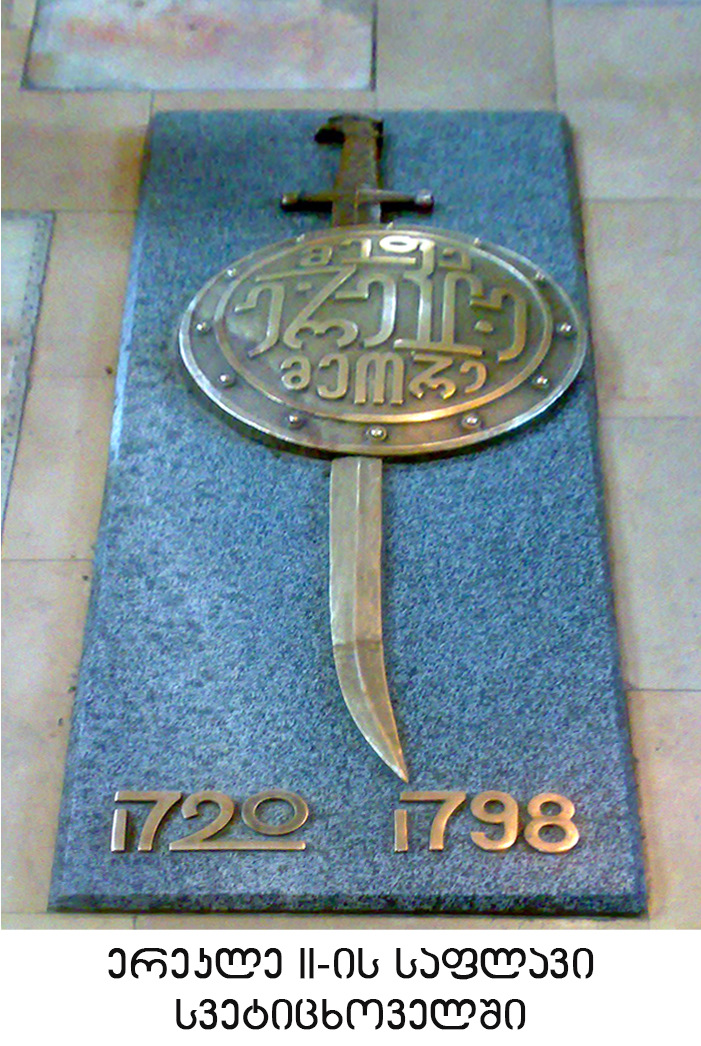 მეფე
ერეკლე
მეორე
1720 1798
ერეკლე II-ის საფლავი
სვეტიცხოველში